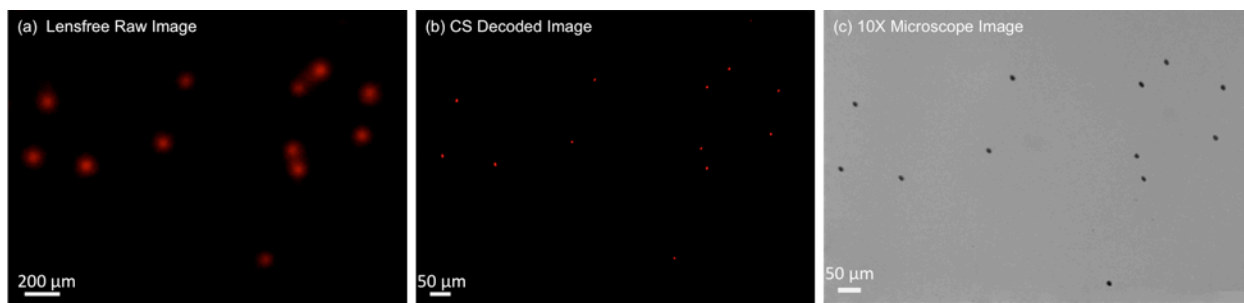 (a) Lensfree Raw Image
200 μm
(b) CS Decoded Image
50 μm
(c) 10X Microscope Image
50 μm